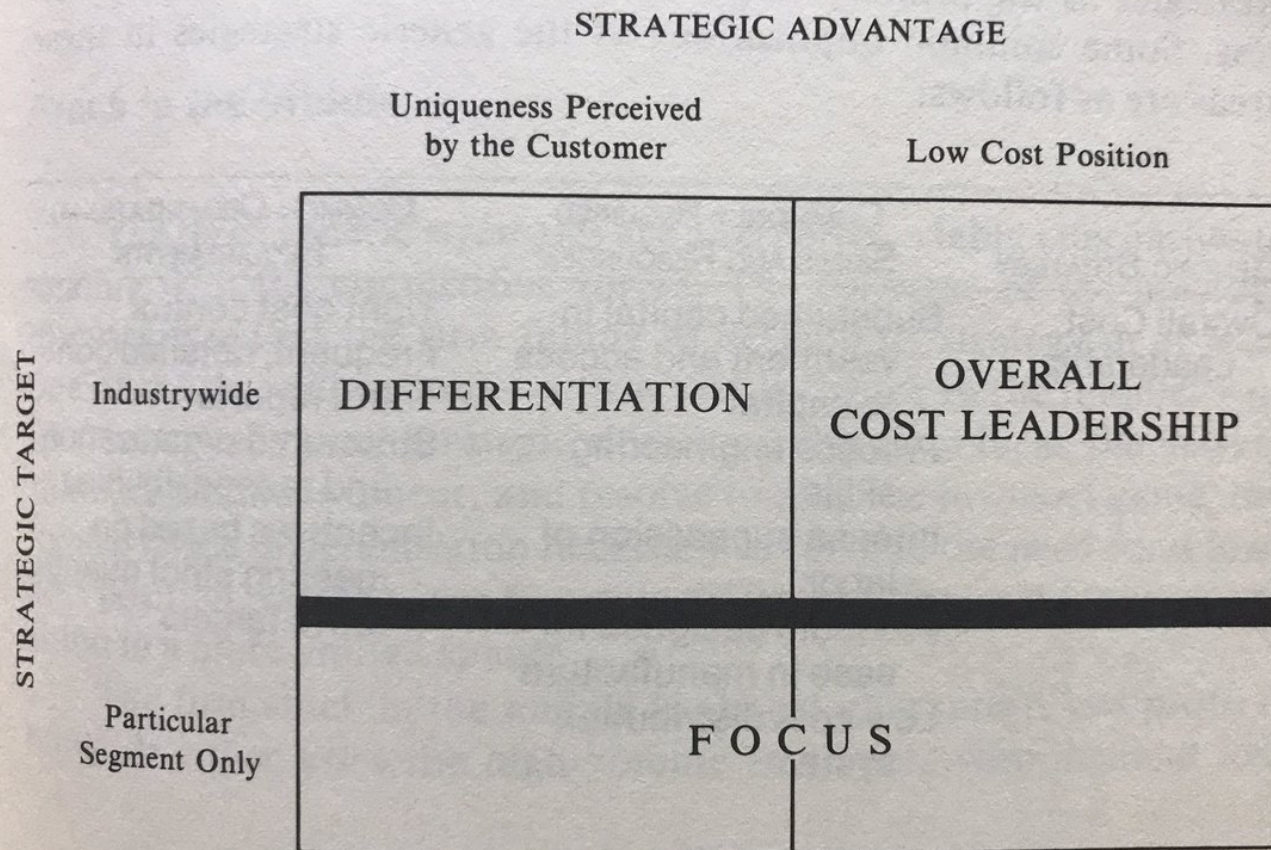 STRATEGIC ADVANTAGE
Uniqueness Perceived
by the Customer
Low Cost Position
STRATEGIC TARGET
Industrywide
DIFFERENTIATION
OVERALL
COST LEADERSHIP
Particular
Segment Only
FOCUS